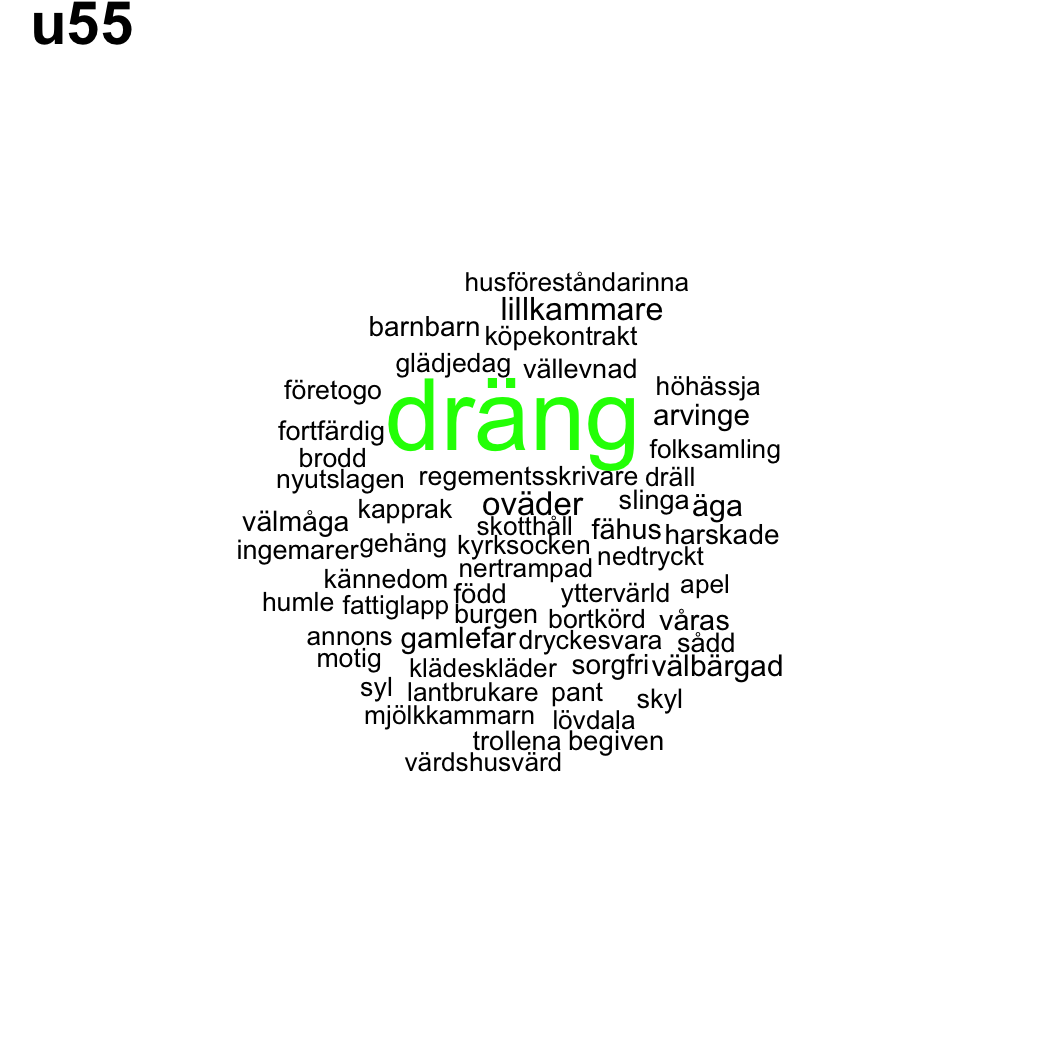 u55
husföreståndarinna
lillkammare
barnbarn köpekontrakt
glädjedag vällevnad
företogo höhässja
dräng arvinge
fortfärdig folksamling
brodd
nyutslagen regementsskrivare dräll
kapprak oväder slinga äga
välmåga skotthåll fähus harskade
ingemarer gehäng kyrksocken nedtryckt
nertrampad
kännedom född yttervärld apel
humle fattiglapp burgen bortkörd våras
annons gamlefar dryckesvara sådd
motig klädeskläder sorgfri välbärgad
syl lantbrukare pant skyl
mjölkkammarn lövdala
trollena begiven
värdshusvärd